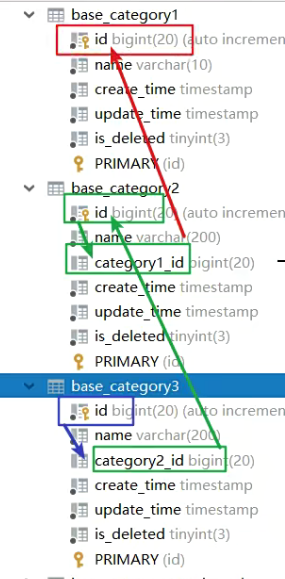 base_category1
id bigint(20) (auto increment
name varchar(10)
create_time timestamp
update_time timestamp
is_deleted tinyint(3)
PRIMARY (id)
base_category2
id bigint(20) (auto increment
name varchar(200)
category1_id bigint(20)
create_time timestamp
update_time timestamp
is_deleted tinyint(3)
PRIMARY (id)
base_category3
id bigint(20) (auto increment
name varchar(200)
category2_id bigint(20)
create_time timestamp
update_time timestamp
is_deleted tinyint(3)
PRIMARY (id)